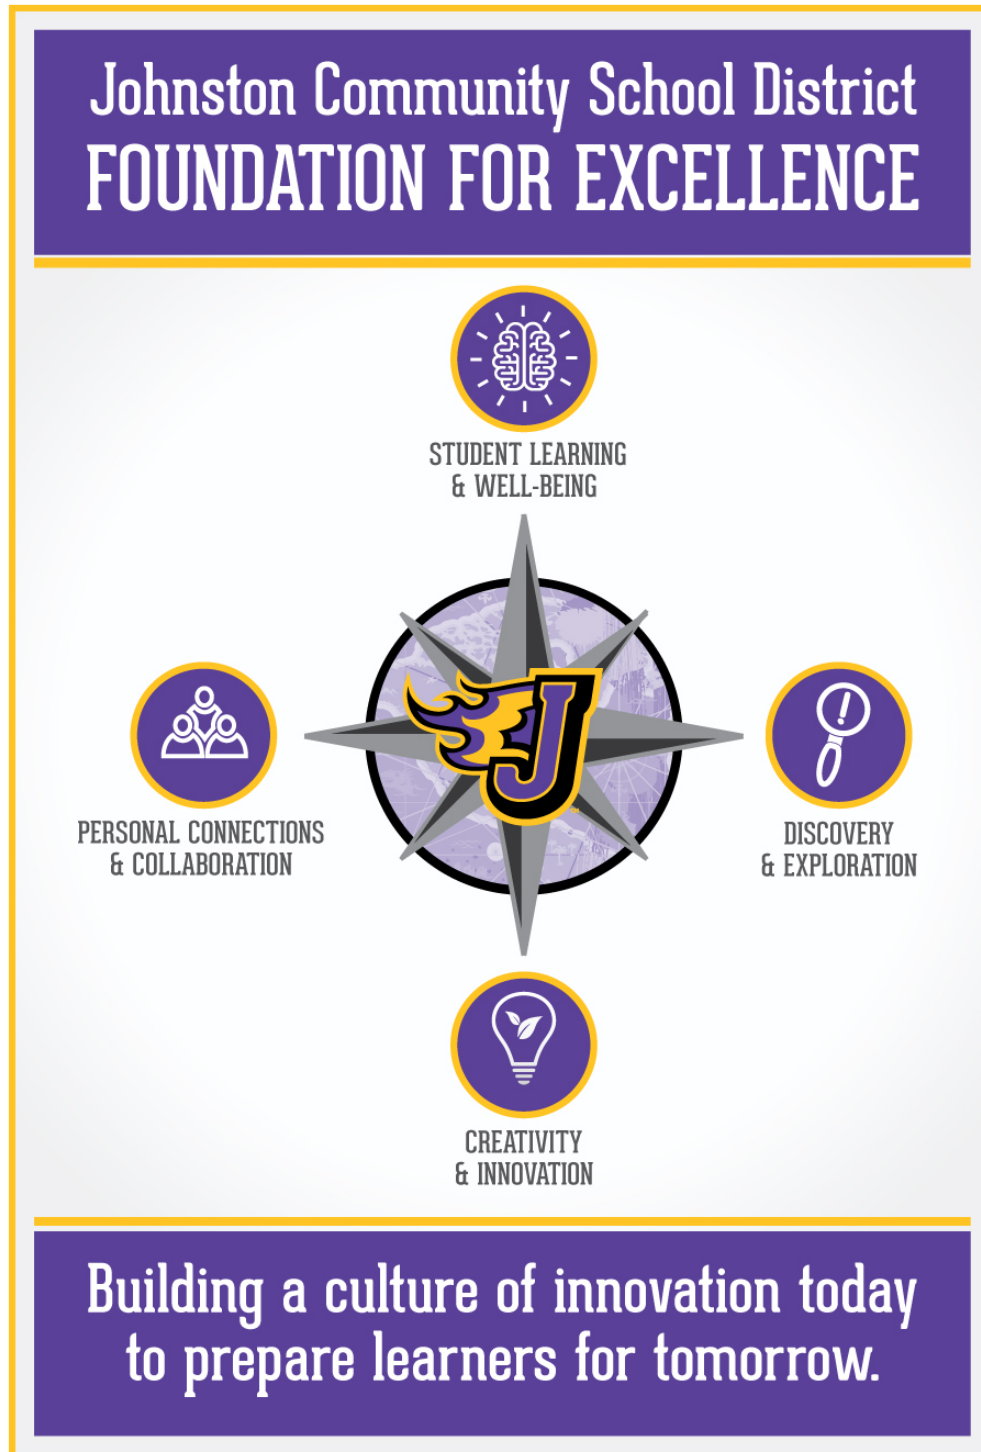 Johnston Community School District
FOUNDATION FOR EXCELLENCE
STUDENT LEARNING
& WELL-BEING
J
PERSONAL CONNECTIONS
& COLLABORATION
DISCOVERY
& EXPLORATION
CREATIVITY
& INNOVATION
Building a culture of innovation today
to prepare learners for tomorrow.